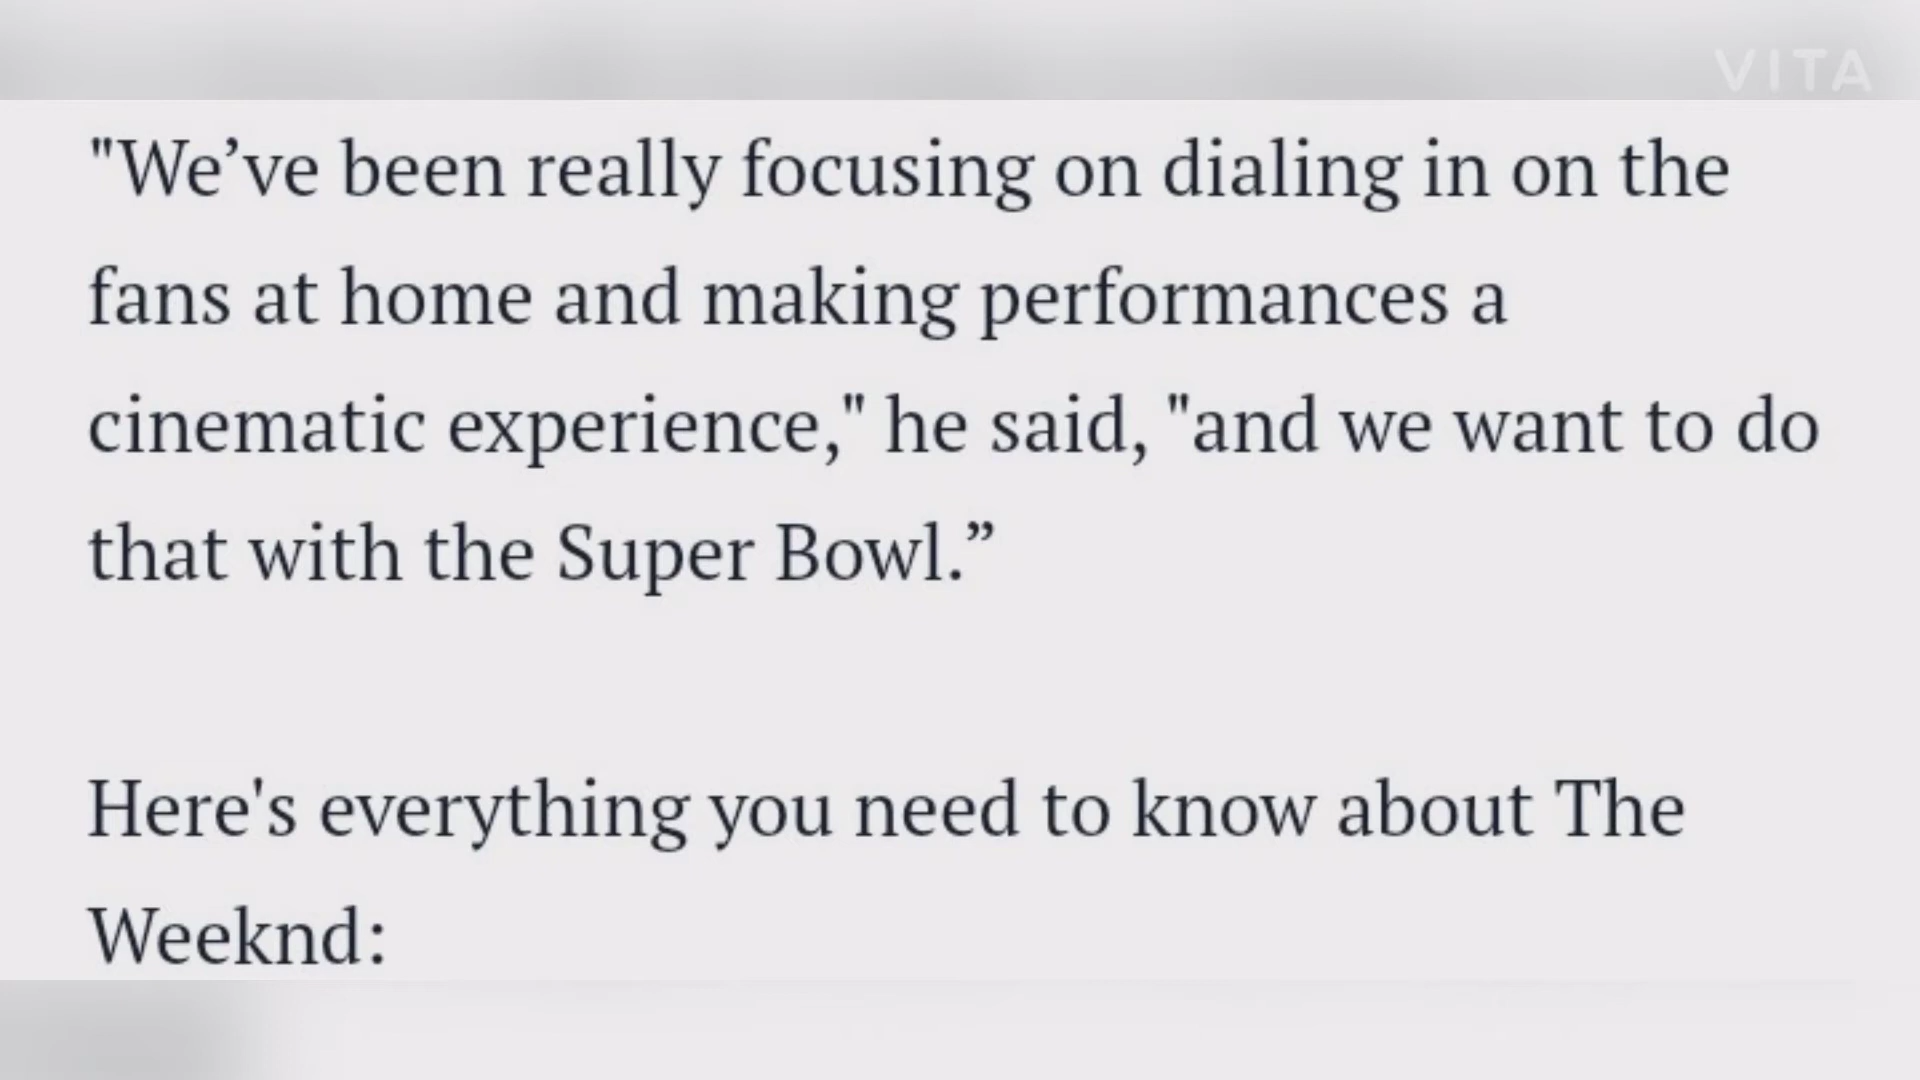 VITA
"We’ve been really focusing on dialing in on the
fans at home and making performances a
cinematic experience," he said, "and we want to do
that with the Super Bowl.”
Here's everything you need to know about The
Weeknd: